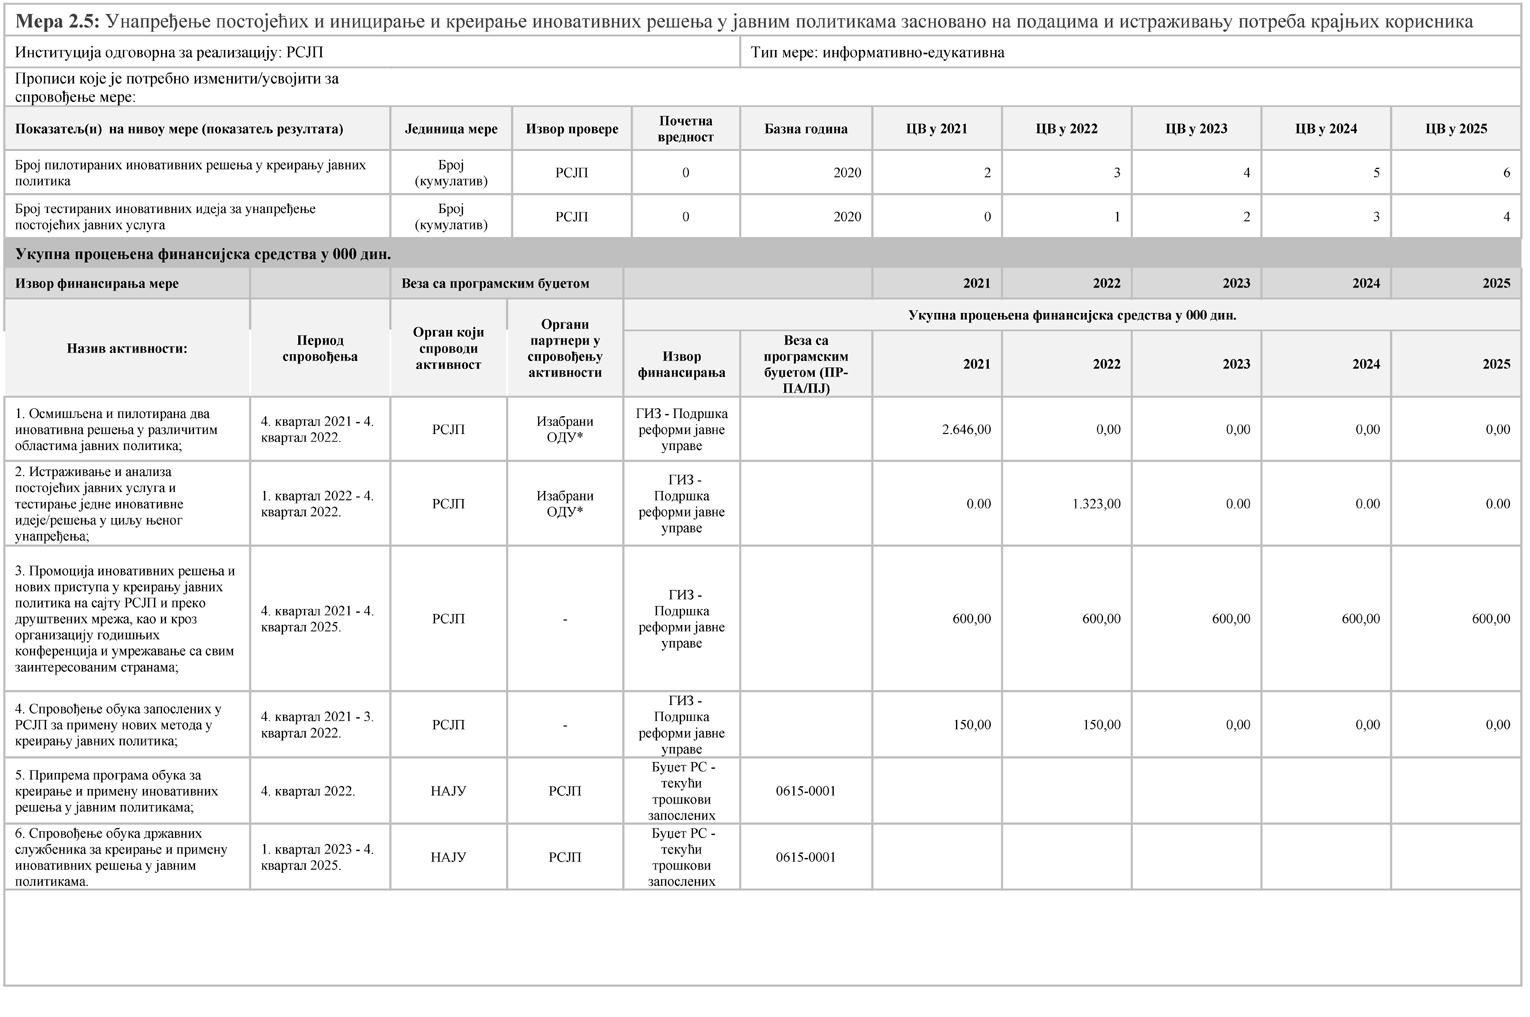 Мера 2.5: Унапређење постојећих и иницирање и креирање иновативних решења у јавним политикама засновано на подацима и истраживању потреба крајњих корисника
Институција одговорна за реализацију: РСЈП
Тип мере: информативно-едукативна
Прописи које је потребно изменити/усвојити за
спровођење мере:
Показатељ(и) на нивоу мере (показатељ резултата)
Јединица мере
Извор провере
Почетна
вредност
Базна година
ЦВ у 2021
ЦВ у 2022
ЦВ у 2023
ЦВ у 2024
ЦВ у 2025
Број пилотираних иновативних решења у креирању јавних
политика
Број
(кумулатив)
РСЈП
0
2020
2
3
4
5
6
Број тестираних иновативних идеја за унапређење
постојећих јавних услуга
Број
(кумулатив)
РСЈП
0
2020
0
1
2
3
4
Укупна процењена финансијска средства у 000 дин.
Извор финансирања мере
Веза са програмским буџетом
2021
2022
2023
2024
2025
Назив активности:
Период
спровођења
Орган који
спроводи
активност
Органи
партнери у
спровођењу
активности
Укупна процењена финансијска средства у 000 дин.
Извор
финансирања
Веза са
програмским
буџетом (ПР-
ПА/ПЈ)
2021
2022
2023
2024
2025
1. Осмишљена и пилотирана два
иновативна решења у различитим
областима јавних политика;
4. квартал 2021 - 4.
квартал 2022.
РСЈП
Изабрани
ОДУ*
ГИЗ - Подршка
реформи јавне
управе
2.646,00
0,00
0,00
0,00
0,00
2. Истраживање и анализа
постојећих јавних услуга и
тестирање једне иновативне
идеје/решења у циљу њеног
унапређења;
1. квартал 2022 - 4.
квартал 2022.
РСЈП
Изабрани
ОДУ*
ГИЗ -
Подршка
реформи јавне
управе
0.00
1.323,00
0.00
0.00
0.00
3. Промоција иновативних решења и
нових приступа у креирању јавних
политика на сајту РСЈП и преко
друштвених мрежа, као и кроз
организацију годишњих
конференција и умрежавање са свим
заинтересованим странама;
4. квартал 2021 - 4.
квартал 2025.
РСЈП
-
ГИЗ -
Подршка
реформи јавне
управе
600,00
600,00
600,00
600,00
600,00
4. Спровођење обука запослених у
РСЈП за примену нових метода у
креирању јавних политика;
4. квартал 2021 - 3.
квартал 2022.
РСЈП
-
ГИЗ -
Подршка
реформи јавне
управе
150,00
150,00
0,00
0,00
0,00
5. Припрема програма обука за
креирање и примену иновативних
решења у јавним политикама;
4. квартал 2022.
НАЈУ
РСЈП
Буџет РС -
текући
трошкови
запослених
0615-0001
6. Спровођење обука државних
службеника за креирање и примену
иновативних решења у јавним
политикама.
1. квартал 2023 - 4.
квартал 2025.
НАЈУ
РСЈП
Буџет РС -
текући
трошкови
запослених
0615-0001